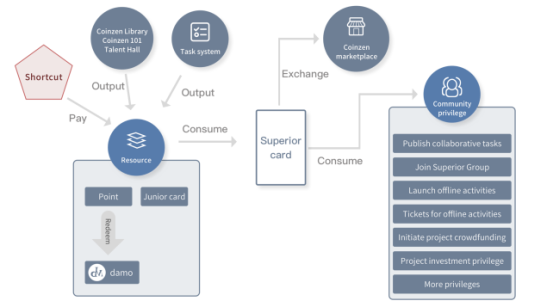 Coinzen Library
Coinzen 101
Talent Hall
Task system
Coinzen
marketplace
Shortcut
Output
Output
Exchange
Pay
Community
privilege
Consume
Superior
card
Consume
Resource
Publish collaborative tasks
Join Superior Group
Point
Junior card
Launch offline activities
Tickets for offline activities
Redeem
Initiate project crowdfunding
Project investment privilege
dv damo
More privileges